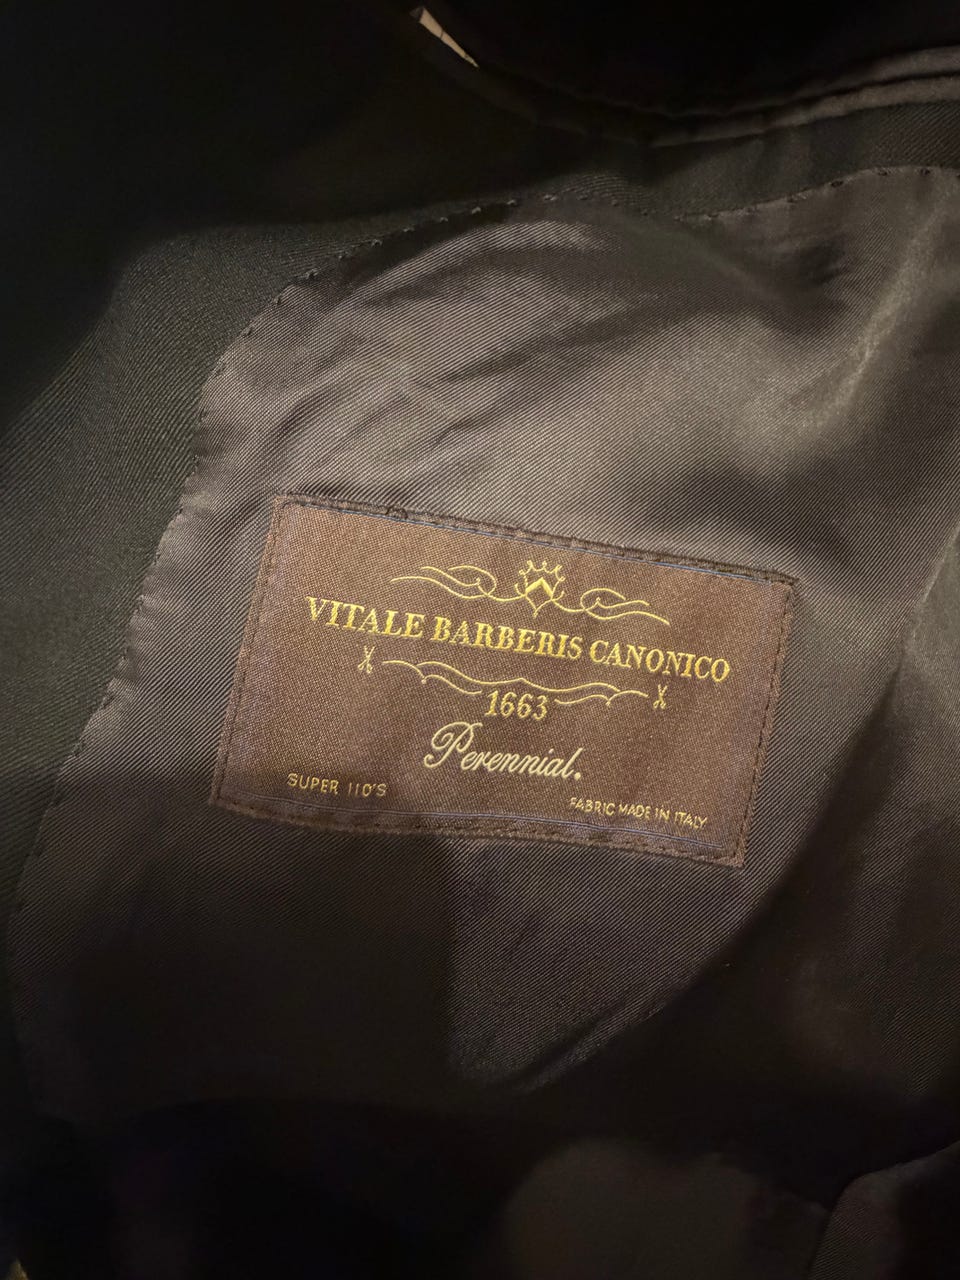 VITALE BARBERIS CANONICO
1663
Perennial.
SUPER 110'S
FABRIC MADE IN ITALY